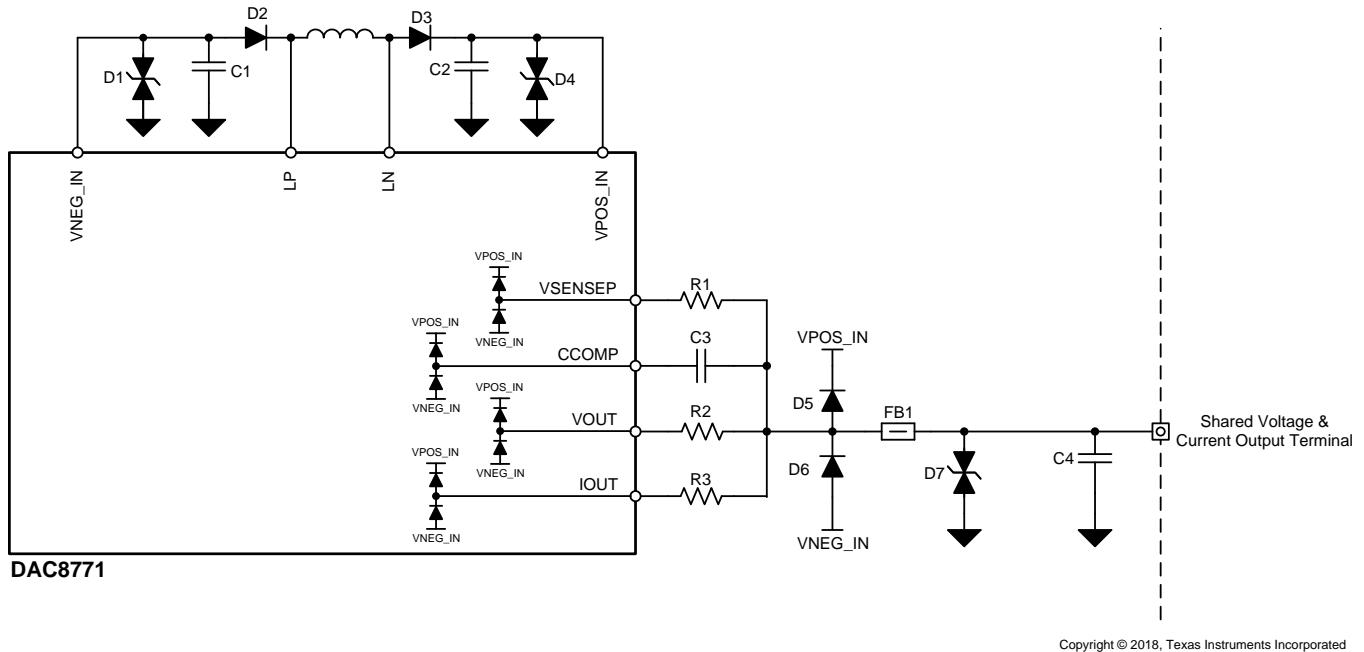 D2
D3
D1
C1
C2
D4
VNEG_IN
LP
LN
VPOS_IN
VPOS_IN
VSENSEP
R1
VNEG_IN
VPOS_IN
CCOMP
C3
VPOS_IN
VNEG_IN
VPOS_IN
VOUT
R2
D5
FB1
Shared Voltage &
Current Output Terminal
VNEG_IN
VPOS_IN
IOUT
R3
D6
D7
C4
VNEG_IN
VNEG_IN
DAC8771
Copyright © 2018, Texas Instruments Incorporated